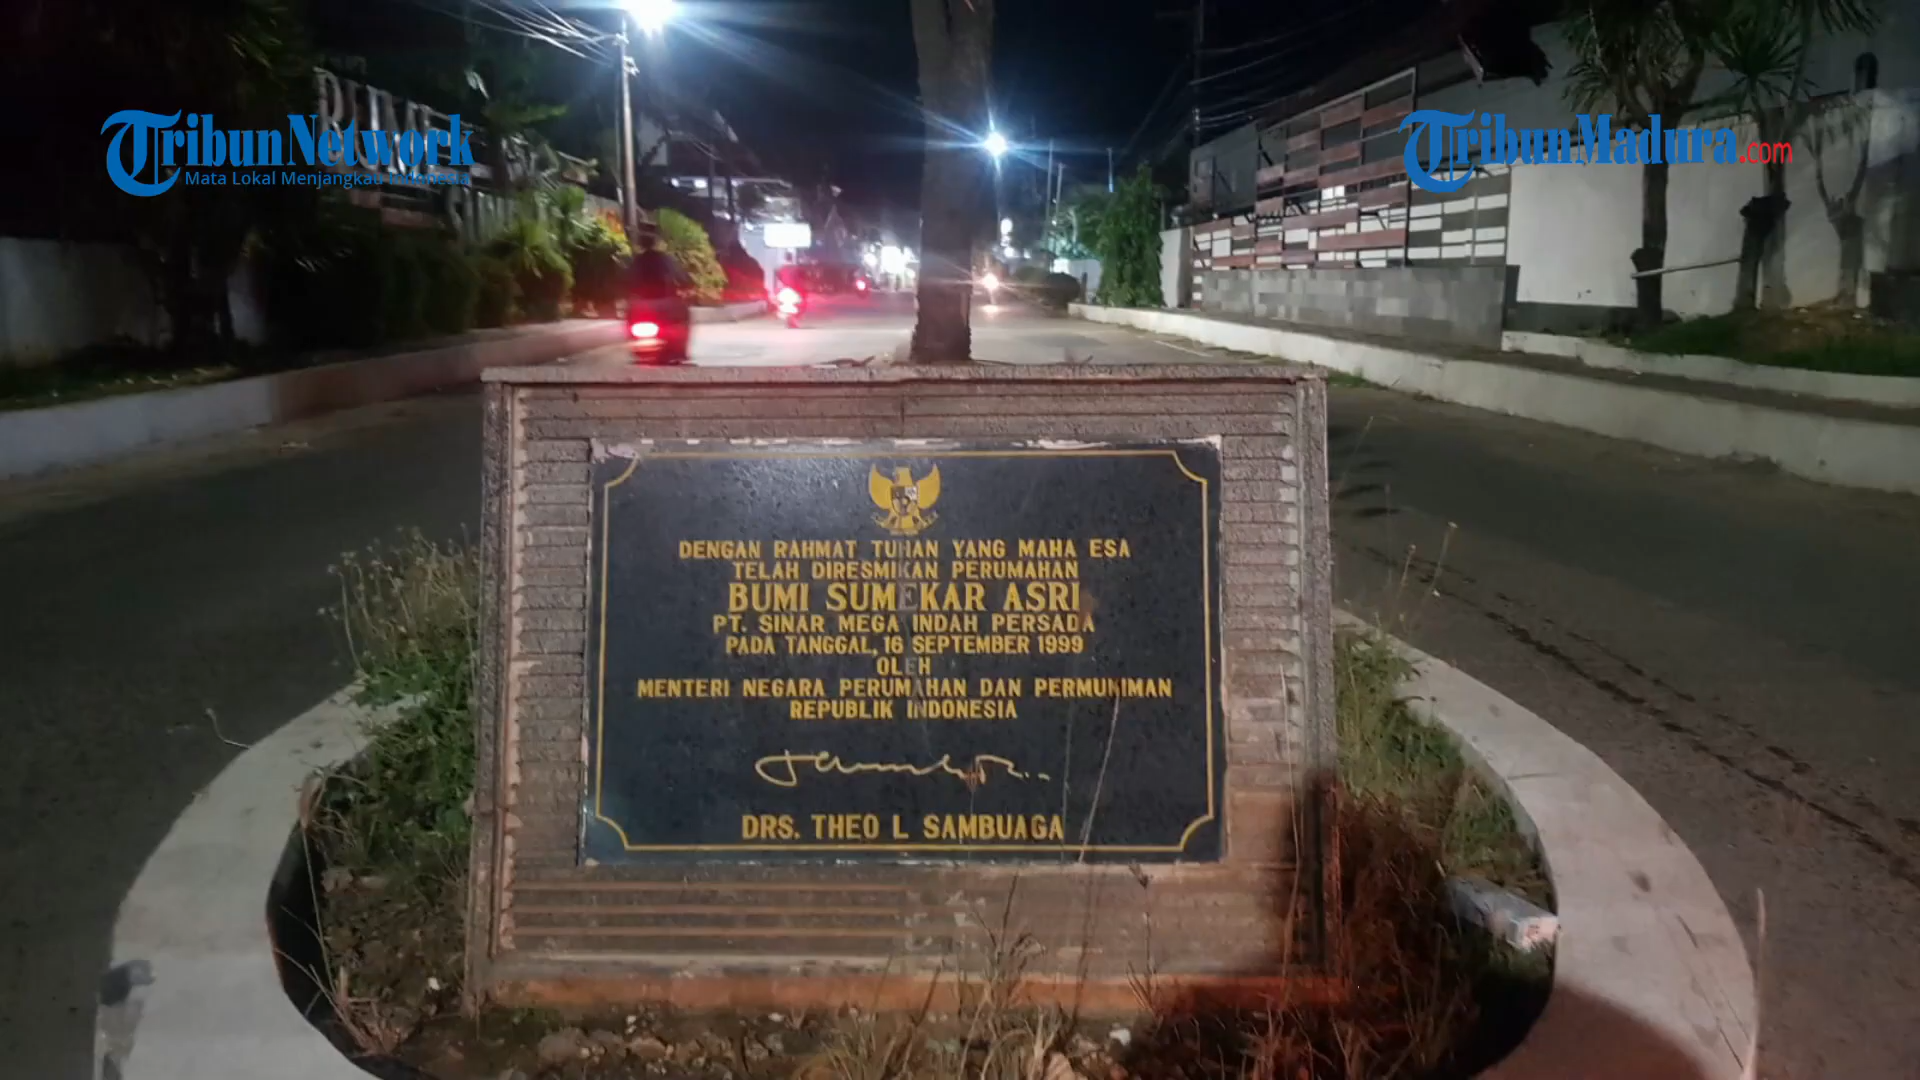 TribunNetwork
Mata Lokal Menjangkau Indonesia
TribunMadura.com
DENGAN RAHMAT TUHAN YANG MAHA ESA
TELAH DIRESMIKAN PERUMAHAN
BUMI SUMEKAR ASRI
PT. SINAR MEGA INDAH PERSADA
PADA TANGGAL, 16 SEPTEMBER 1999
OLEH
MENTERI NEGARA PERUMAHAN DAN PERMUKIMAN
REPUBLIK INDONESIA
DRS. THEO L SAMBUAGA